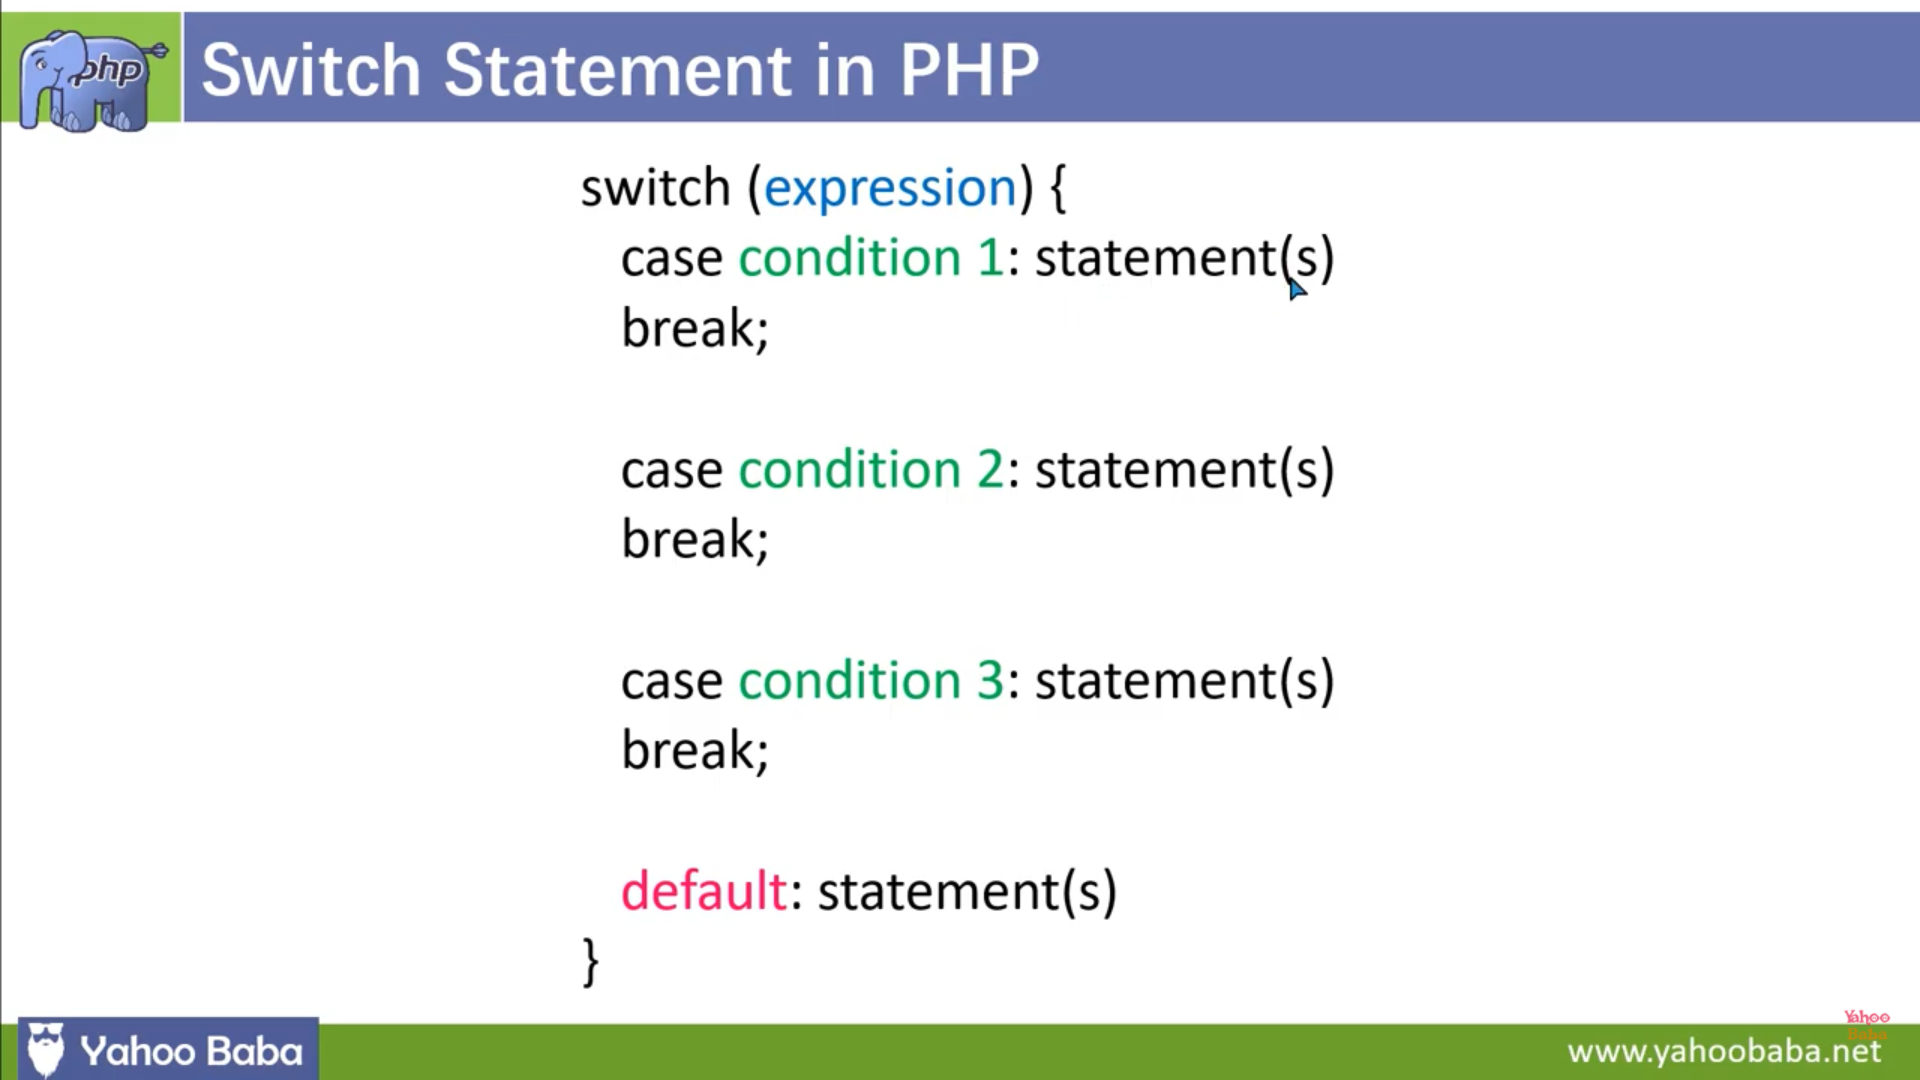 php
Switch Statement in PHP
switch (expression) {
case condition 1: statement(s)
break;
case condition 2: statement(s)
break;
case condition 3: statement(s)
break;
default: statement(s)
}
Yahoo
Baba
Yahoo Baba
www.yahoobaba.net